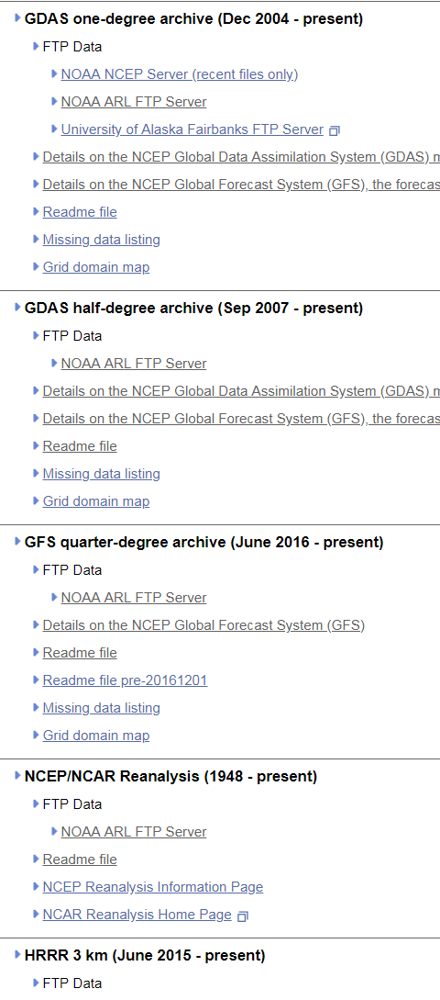 GDAS one-degree archive (Dec 2004 - present)
FTP Data
NOAA NCEP Server (recent files only)
NOAA ARL FTP Server
University of Alaska Fairbanks FTP Server
Details on the NCEP Global Data Assimilation System (GDAS)
Details on the NCEP Global Forecast System (GFS), the
Readme file
Missing data listing
Grid domain map
GDAS half-degree archive (Sep 2007 - present)
FTP Data
NOAA ARL FTP Server
Details on the NCEP Global Data Assimilation System (GDAS)
Details on the NCEP Global Forecast System (GFS), the
Readme file
Missing data listing
Grid domain map
GFS quarter-degree archive (June 2016 - present)
FTP Data
NOAA ARL FTP Server
Details on the NCEP Global Forecast System (GFS)
Readme file
Readme file pre-20161201
Missing data listing
Grid domain map
NCEP/NCAR Reanalysis (1948 - present)
FTP Data
NOAA ARL FTP Server
Readme file
NCEP Reanalysis Information Page
NCAR Reanalysis Home Page
HRRR 3 km (June 2015 - present)
FTP Data